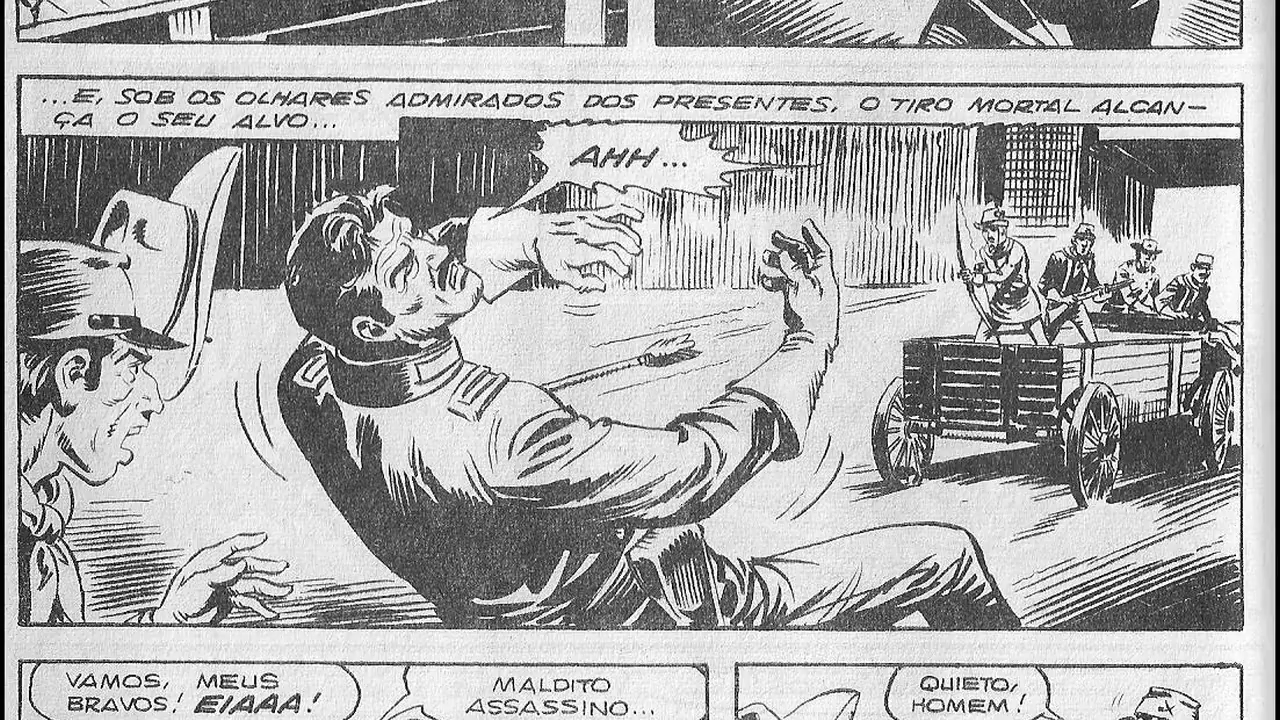 ...E, SOB OS OLHARES ADMIRADOS DOS PRESENTES, O TIRO MORTAL ALCAN-
ÇA O SEU ALVO...
AHH...
VAMOS, MEUS
BRAVOS! EIAAA!
MALDITO
ASSASSINO...
QUIETO,
HOMEM!